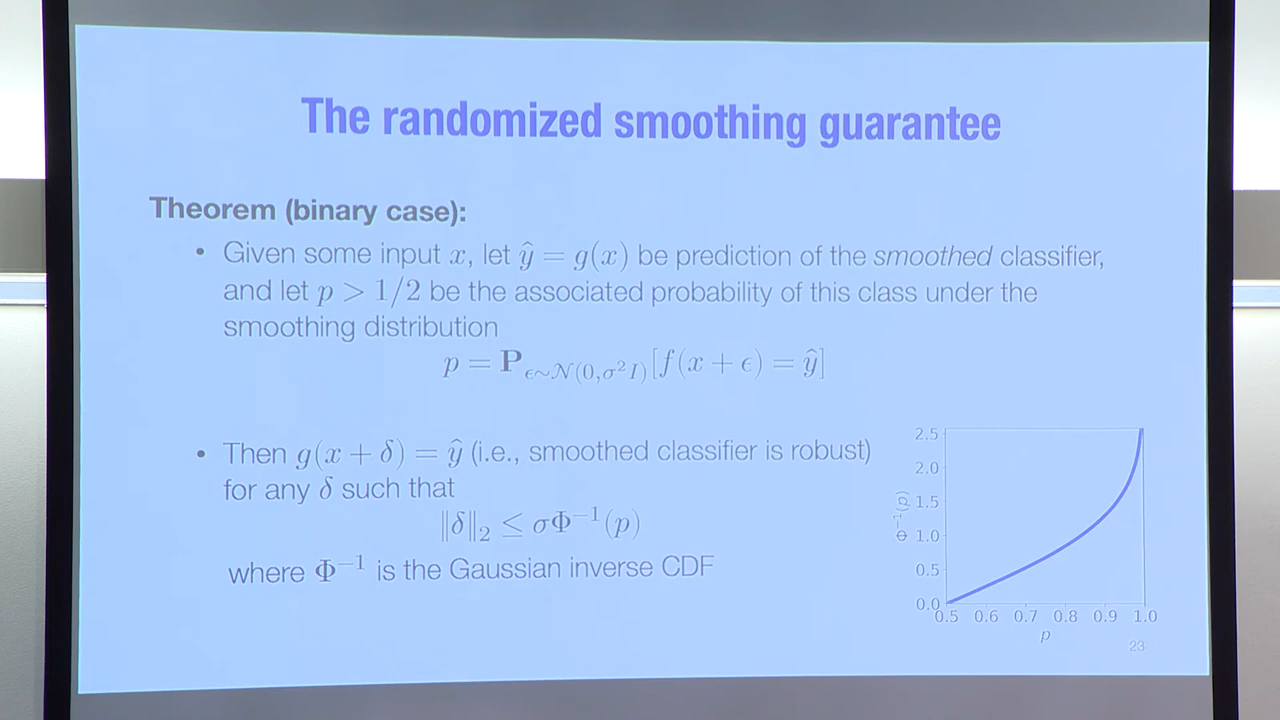 The randomized smoothing guarantee
Theorem (binary case):
• Given some input x, let ŷ = g(x) be prediction of the smoothed classifier,
and let p > 1/2 be the associated probability of this class under the
smoothing distribution
p = P_{ϵ∼𝒩(0,σ²I)}[f(x + ϵ) = ŷ]
• Then g(x + δ) = ŷ (i.e., smoothed classifier is robust)
for any δ such that
‖δ‖₂ ≤ σΦ⁻¹(p)
where Φ⁻¹ is the Gaussian inverse CDF
2.5
2.0
1.5
1.0
0.5
0.0
Φ⁻¹(p)
0.5 0.6 0.7 0.8 0.9 1.0
p
23